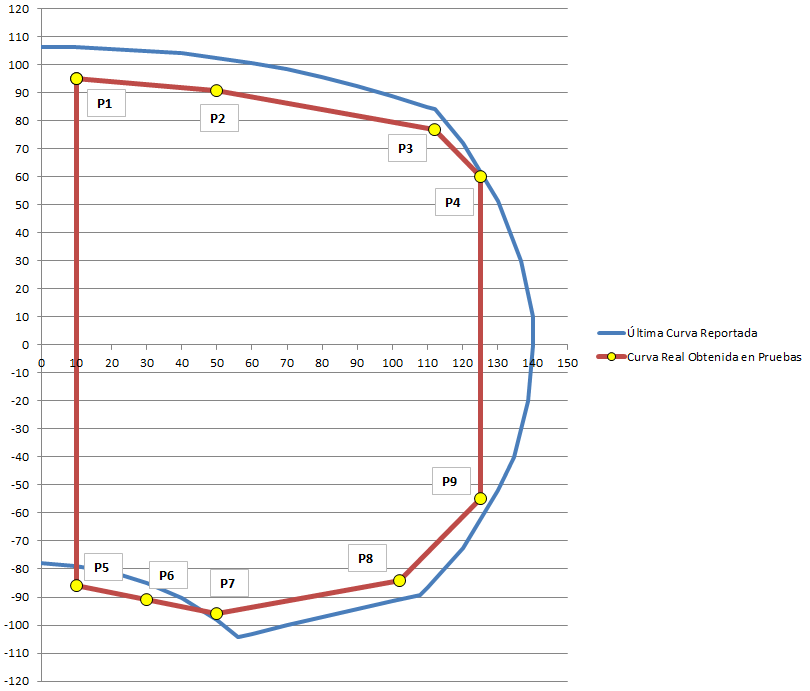 120
110
100
90
80
70
60
50
40
30
20
10
0
-10
-20
-30
-40
-50
-60
-70
-80
-90
-100
-110
-120
0 10 20 30 40 50 60 70 80 90 100 110 120 130 140 150
P1
P2
P3
P4
P9
P8
P5
P6
P7
Última Curva Reportada
Curva Real Obtenida en Pruebas